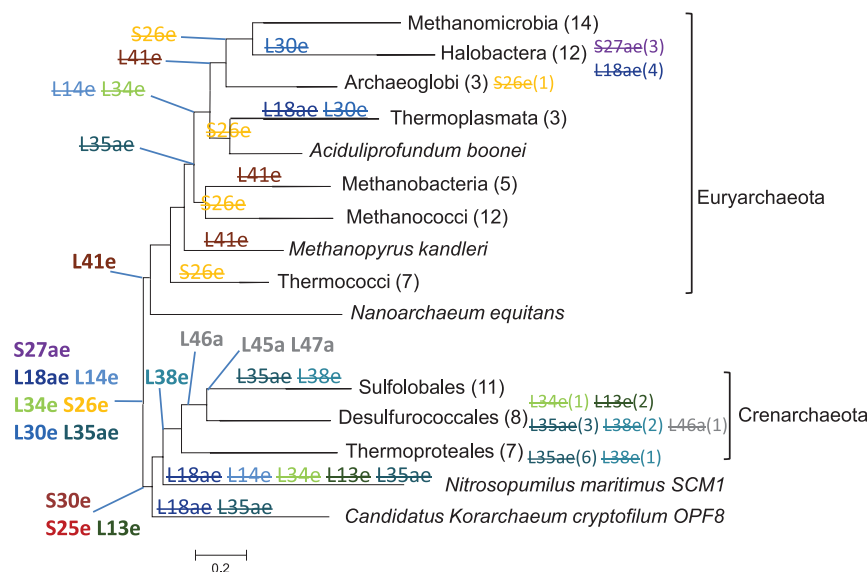 Methanomicrobia (14)
S26e
L30e
Halobactera (12) S27ae(3)
L41e
L18ae(4)
L14e L34e
Archaeoglobi (3) S26e(1)
L18ae L30e
Thermoplasmata (3)
S26e
L35ae
Aciduliprofundum boonei
L41e
Methanobacteria (5)
Euryarchaeota
S26e
Methanococci (12)
L41e
Methanopyrus kandleri
L41e
S26e
Thermococci (7)
Nanoarchaeum equitans
L46a
L45a L47a
S27ae
L18ae L14e
L38e
L35ae L38e
Sulfolobales (11)
L34e S26e
L34e(1) L13e(2)
Desulfurococcales (8) L35ae(3) L38e(2) L46a(1)
Crenarchaeota
L30e L35ae
Thermoproteales (7) L35ae(6) L38e(1)
L18ae L14e L34e L13e L35ae
Nitrosopumilus maritimus SCM1
S30e
L18ae L35ae
Candidatus Korarchaeum cryptofilum OPF8
S25e L13e
0.2